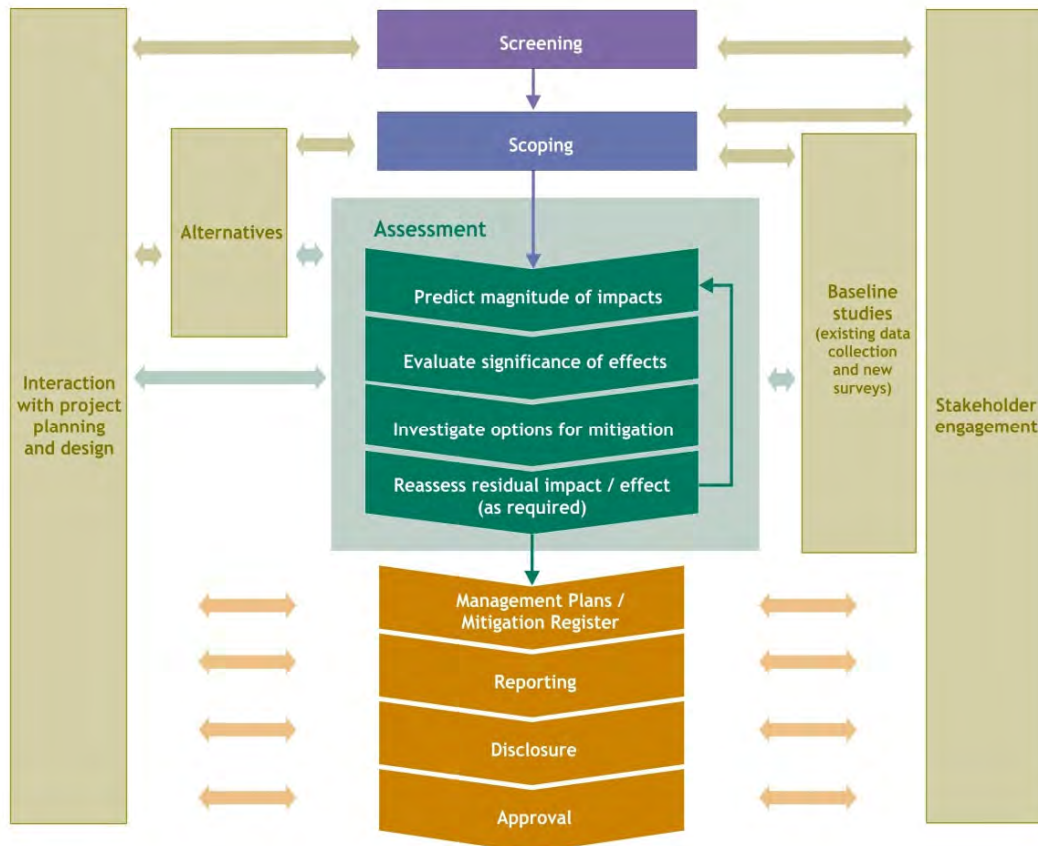 Screening
Scoping
Alternatives
Assessment
Predict magnitude of impacts
Evaluate significance of effects
Investigate options for mitigation
Reassess residual impact / effect
(as required)
Baseline
studies
(existing data
collection
and new
surveys)
Interaction
with project
planning
and design
Stakeholder
engagement
Management Plans /
Mitigation Register
Reporting
Disclosure
Approval